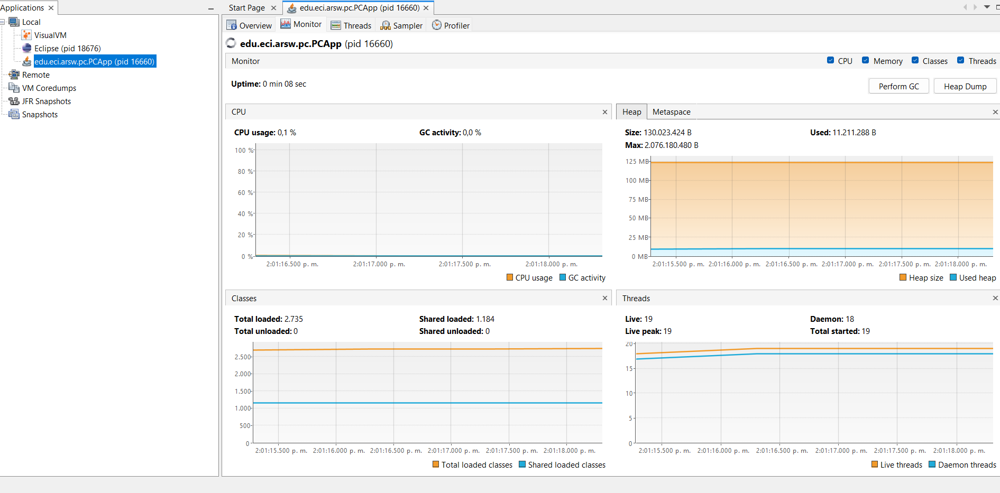 Applications
Start Page
edu.eci.arsw.pc.PCApp (pid 16660)
Local
VisualVM
Eclipse (pid 18676)
edu.eci.arsw.pc.PCApp (pid 16660)
Remote
VM Coredumps
JFR Snapshots
Snapshots
Overview Monitor Threads Sampler Profiler
edu.eci.arsw.pc.PCApp (pid 16660)
Monitor
CPU Memory Classes Threads
Uptime: 0 min 08 sec
Perform GC Heap Dump
CPU
CPU usage: 0,1 % GC activity: 0,0 %
100 %
80 %
60 %
40 %
20 %
0 %
2:01:16.500 p. m. 2:01:17.000 p. m. 2:01:17.500 p. m. 2:01:18.000 p. m.
CPU usage GC activity
Heap Metaspace
Size: 130.023.424 B Used: 11.211.288 B
Max: 2.076.180.480 B
125 MB
100 MB
75 MB
50 MB
25 MB
0 MB
2:01:15.500 p. m. 2:01:16.000 p. m. 2:01:16.500 p. m. 2:01:17.000 p. m. 2:01:17.500 p. m. 2:01:18.000 p. m.
Heap size Used heap
Classes
Total loaded: 2.735 Shared loaded: 1.184
Total unloaded: 0 Shared unloaded: 0
2.500
2.000
1.500
1.000
500
0
2:01:15.500 p. m. 2:01:16.000 p. m. 2:01:16.500 p. m. 2:01:17.000 p. m. 2:01:17.500 p. m. 2:01:18.000 p. m.
Total loaded classes Shared loaded classes
Threads
Live: 19 Daemon: 18
Live peak: 19 Total started: 19
20
15
10
5
0
2:01:15.500 p. m. 2:01:16.000 p. m. 2:01:16.500 p. m. 2:01:17.000 p. m. 2:01:17.500 p. m. 2:01:18.000 p. m.
Live threads Daemon threads